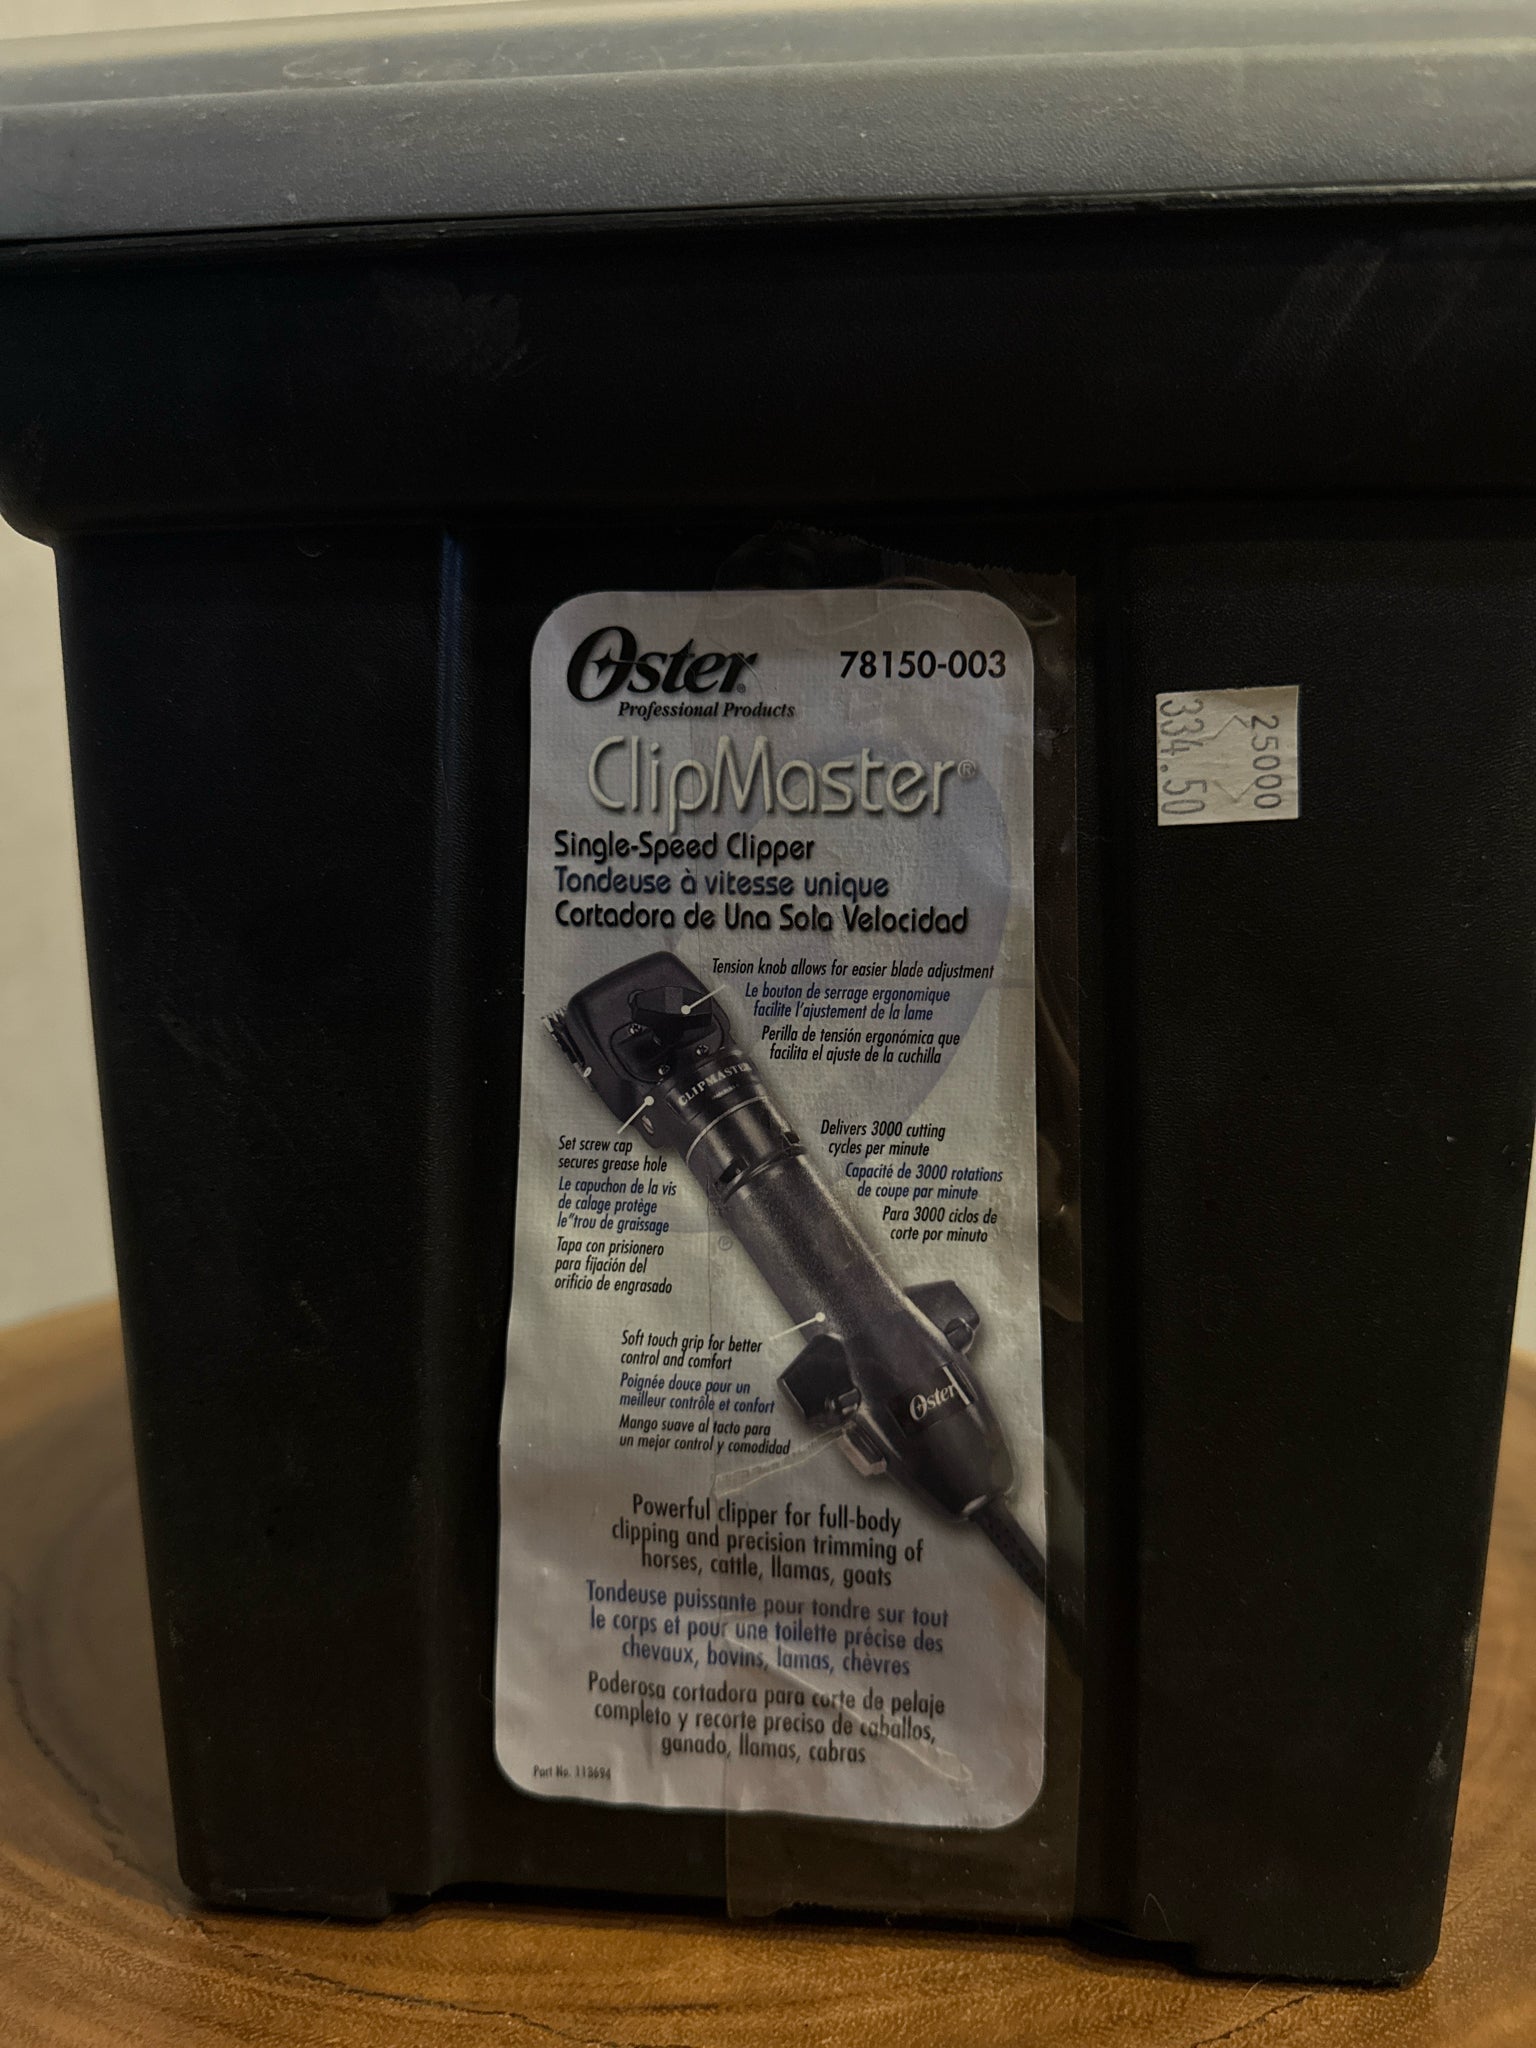 Oster
Professional Products
78150-003
ClipMaster®
Single-Speed Clipper
Tondeuse à vitesse unique
Cortadora de Una Sola Velocidad
Tension knob allows for easier blade adjustment
Le bouton de serrage ergonomique
facilite l'ajustement de la lame
Perilla de tensión ergonómica que
facilita el ajuste de la cuchilla
CLIPMASTER
Set screw cap
secures grease hole
Le capuchon de la vis
de calage protège
le"trou de graissage
Tapa con prisionero
para fijación del
orificio de engrasado
Delivers 3000 cutting
cycles per minute
Capacité de 3000 rotations
de coupe par minute
Para 3000 ciclos de
corte por minuto
®
Soft touch grip for better
control and comfort
Poignée douce pour un
meilleur contrôle et confort
Mango suave al tacto para
un mejor control y comodidad
Oster
Powerful clipper for full-body
clipping and precision trimming of
horses, cattle, llamas, goats
Tondeuse puissante pour tondre sur tout
le corps et pour une toilette précise des
chevaux, bovins, lamas, chèvres
Poderosa cortadora para corte de pelaje
completo y recorte preciso de caballos,
ganado, llamas, cabras
Part No. 118694
25000
334.50